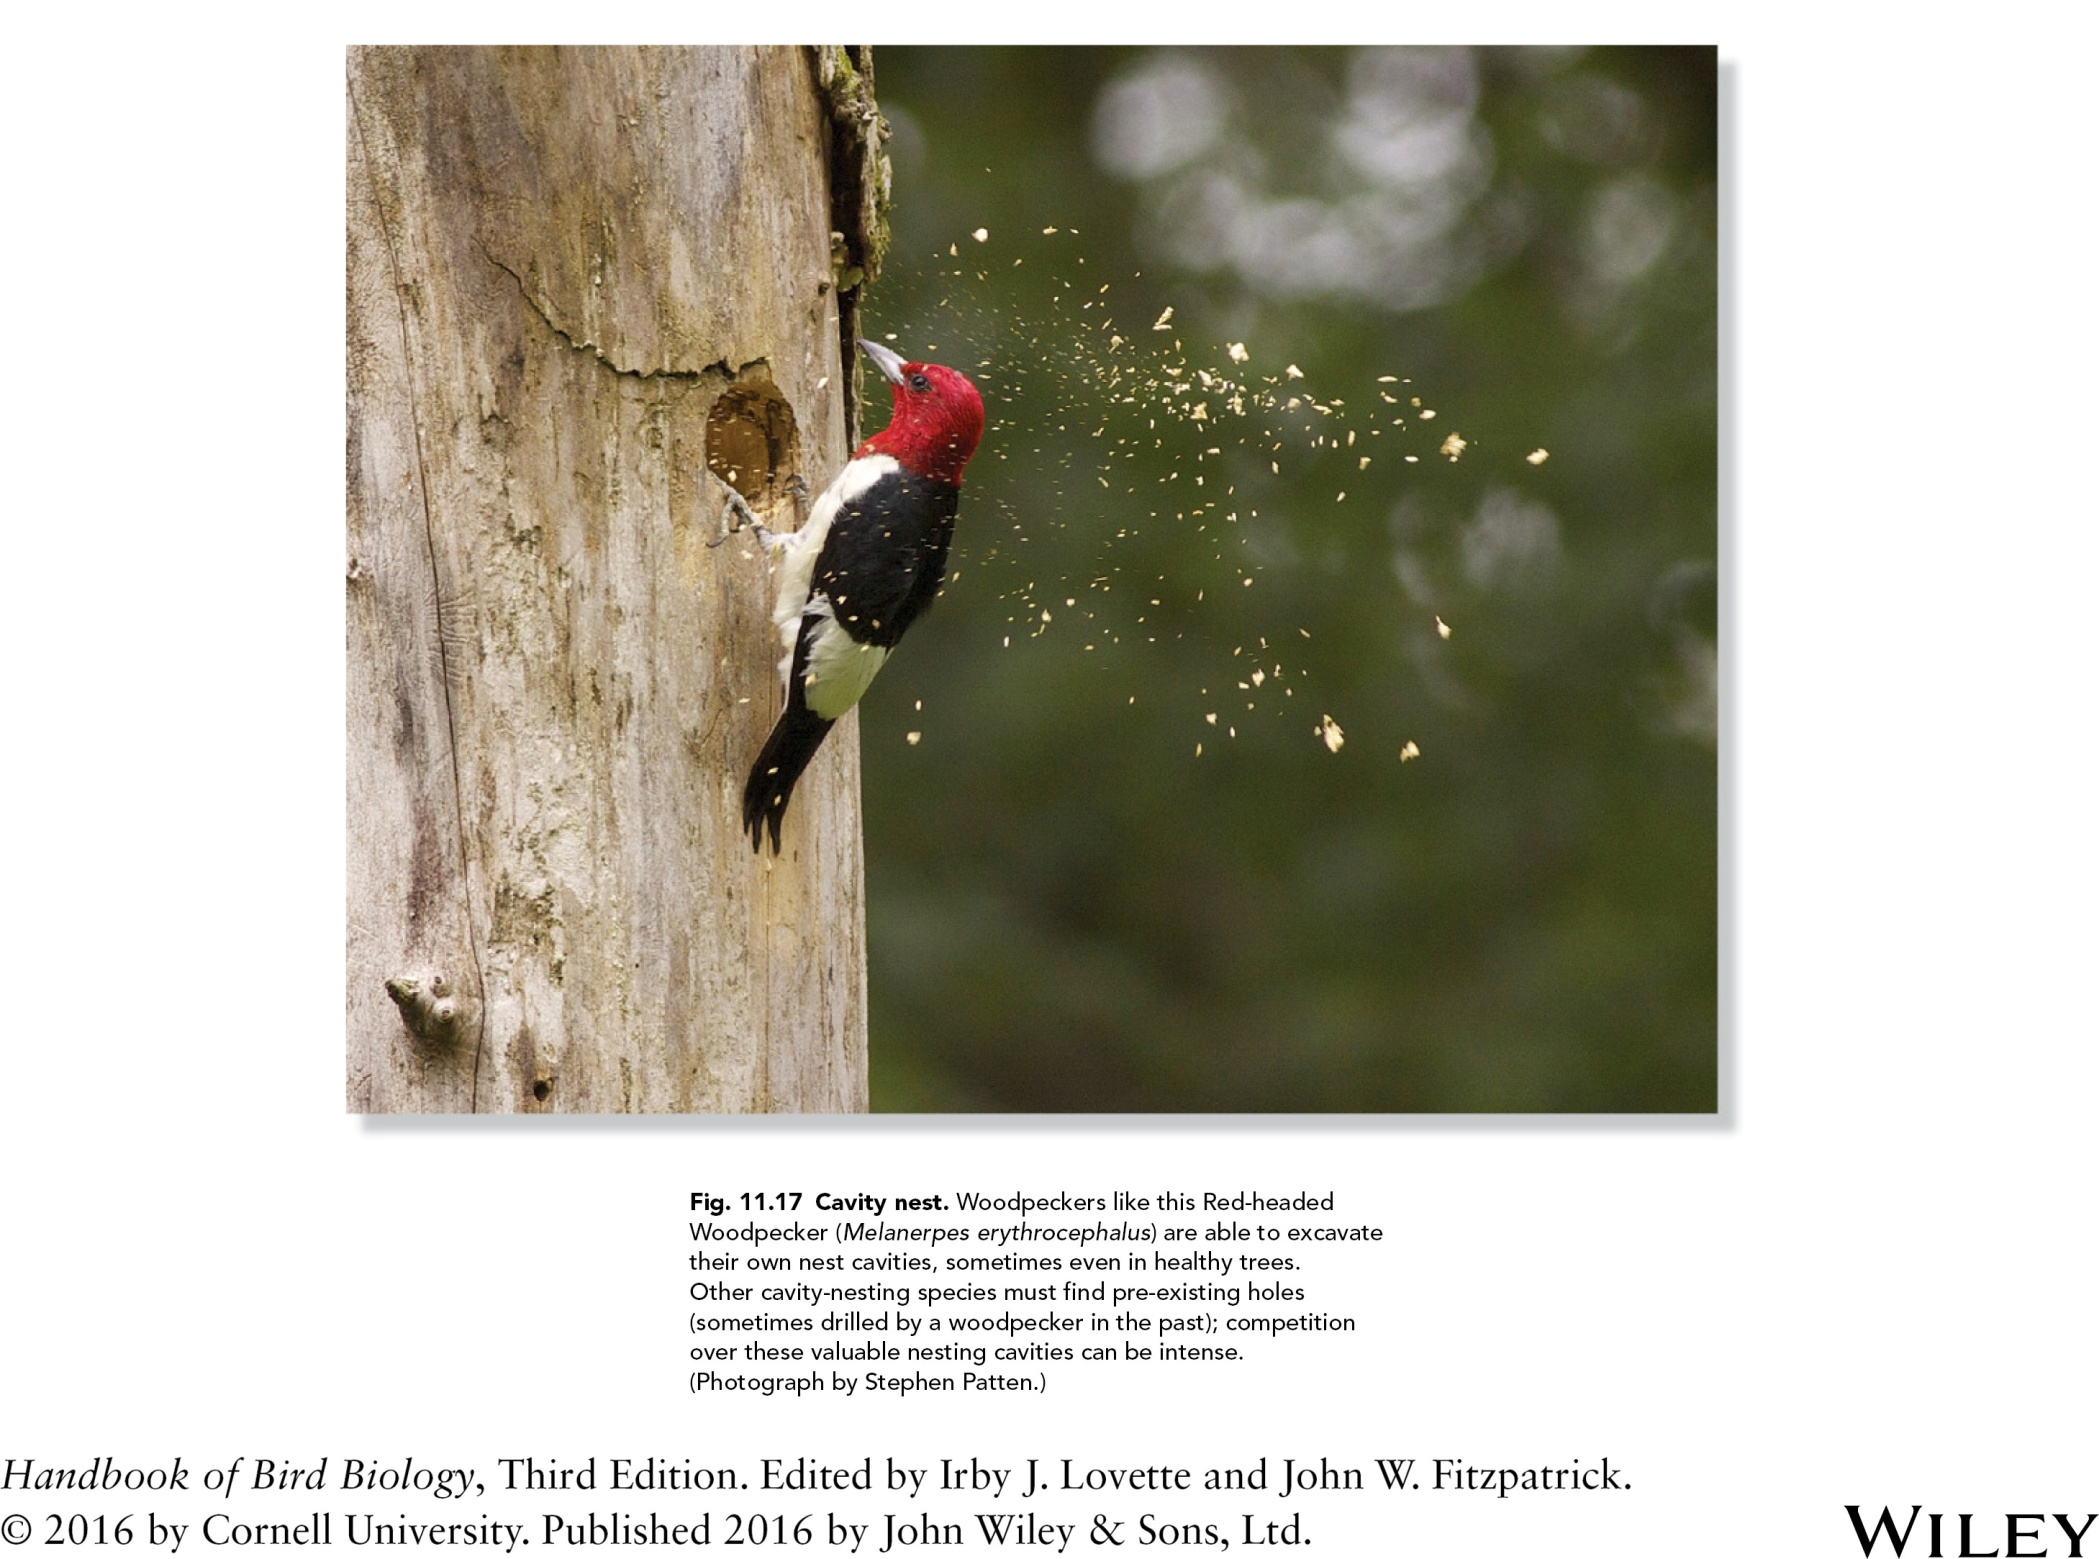 Fig. 11.17 Cavity nest. Woodpeckers like this Red-headed
Woodpecker (Melanerpes erythrocephalus) are able to excavate
their own nest cavities, sometimes even in healthy trees.
Other cavity-nesting species must find pre-existing holes
(sometimes drilled by a woodpecker in the past); competition
over these valuable nesting cavities can be intense.
(Photograph by Stephen Patten.)
Handbook of Bird Biology, Third Edition. Edited by Irby J. Lovette and John W. Fitzpatrick.
© 2016 by Cornell University. Published 2016 by John Wiley & Sons, Ltd.
WILEY